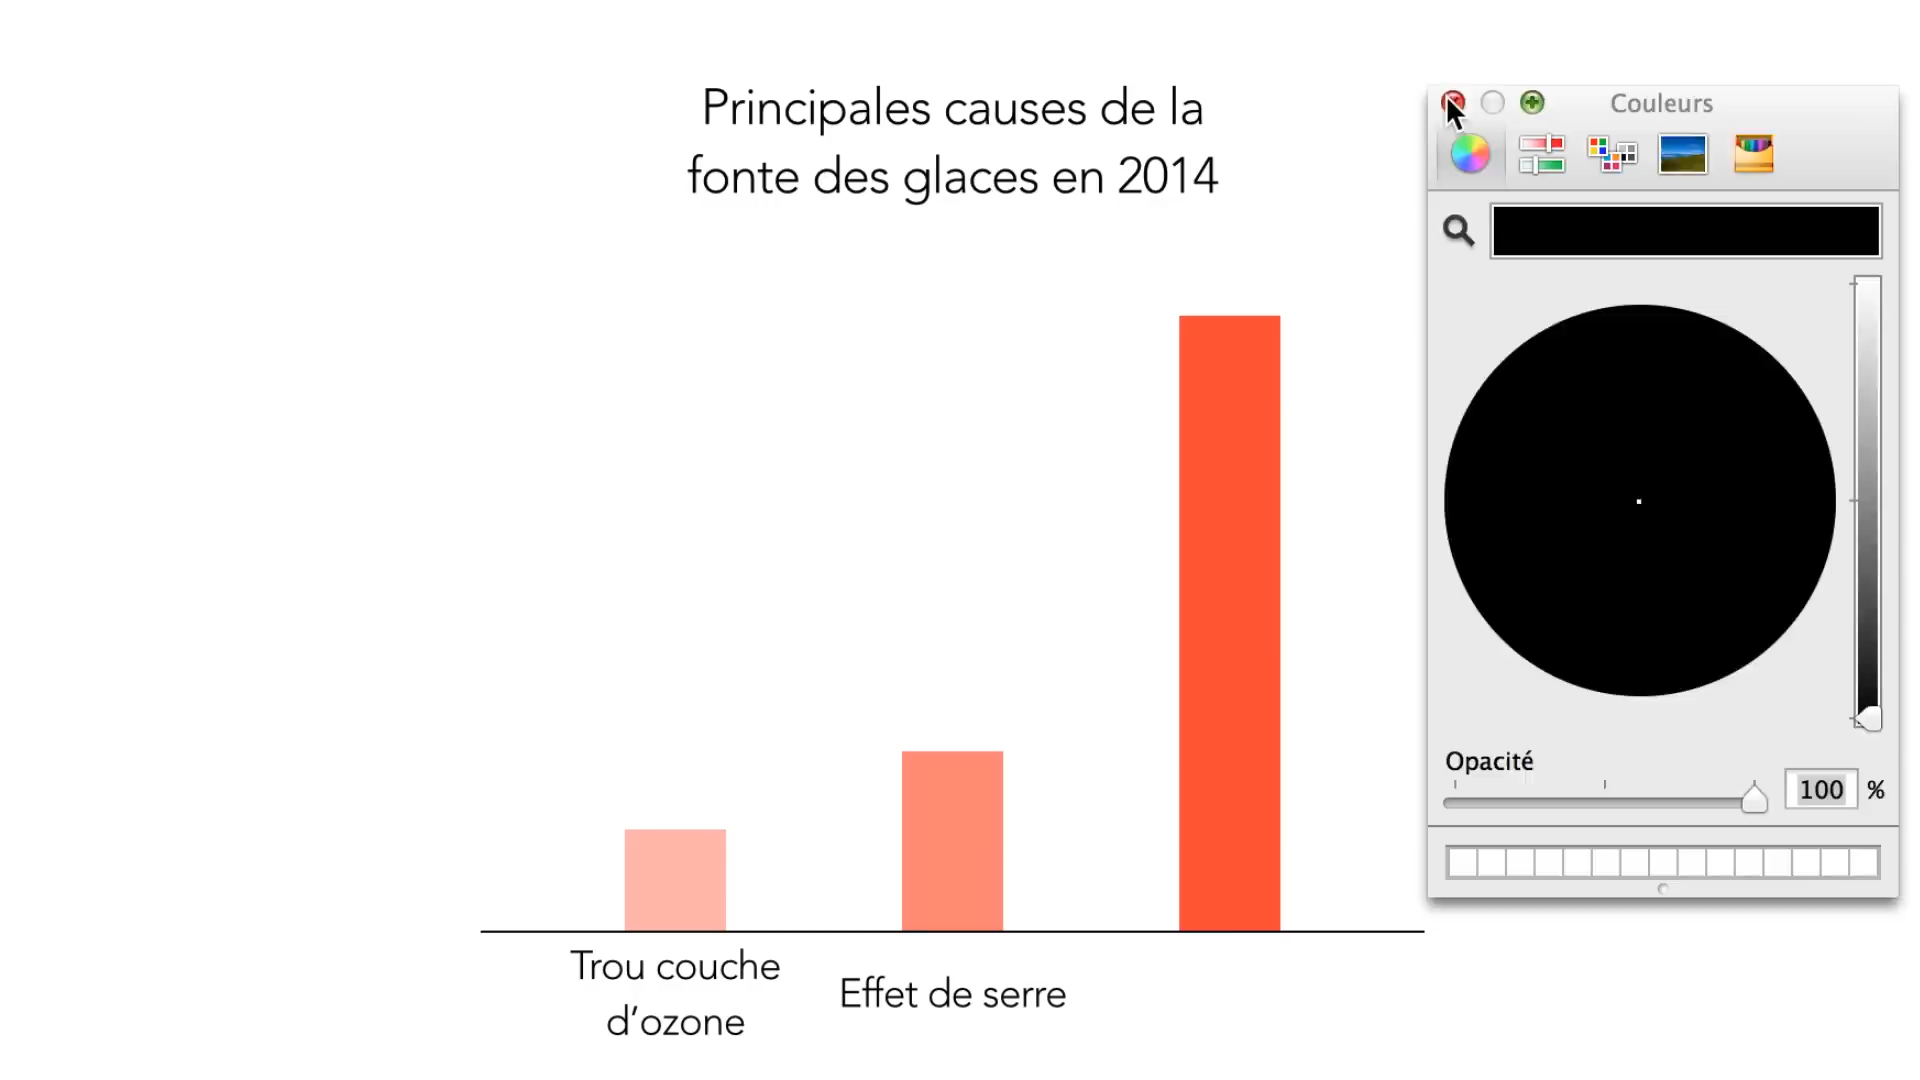 Principales causes de la
fonte des glaces en 2014
Couleurs
Opacité
100 %
Trou couche
d’ozone
Effet de serre